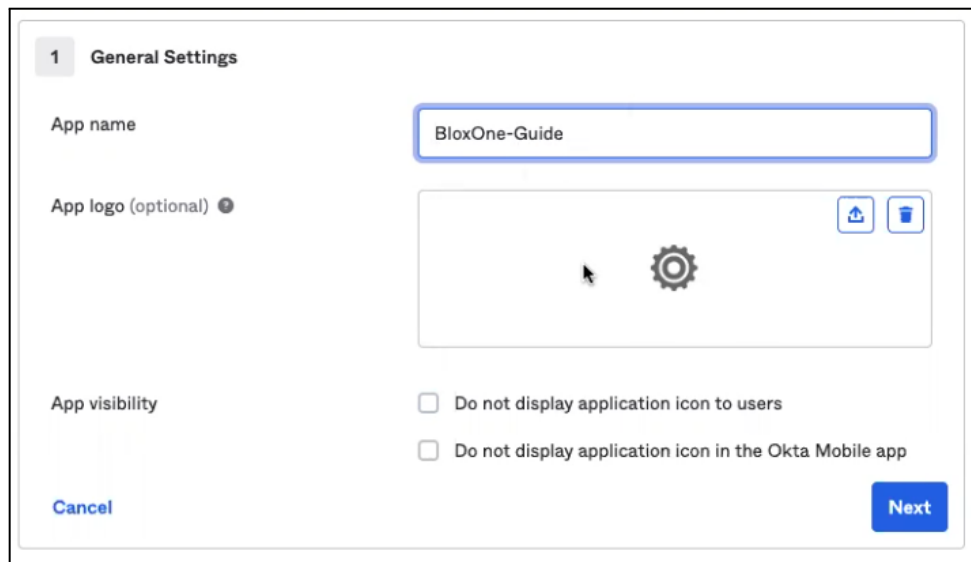 1 General Settings
App name
BloxOne-Guide
App logo (optional) ?
App visibility
Do not display application icon to users
Do not display application icon in the Okta Mobile app
Cancel
Next